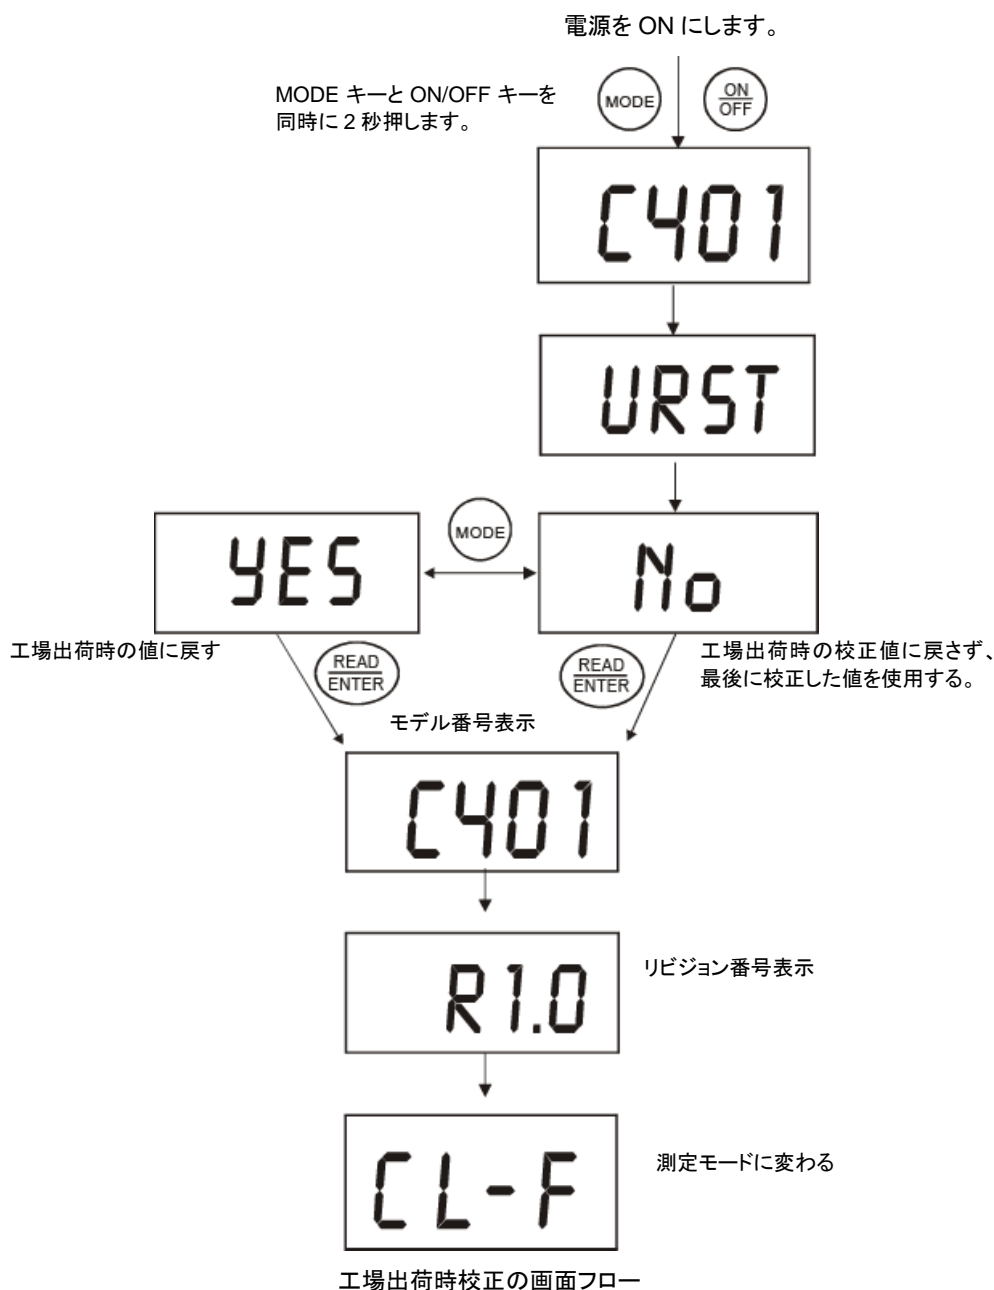 電源を ON にします。
MODE キーと ON/OFF キーを
同時に 2 秒押します。
MODE
ON
OFF
C401
URST
MODE
YES
No
工場出荷時の値に戻す
READ
ENTER
READ
ENTER
工場出荷時の校正値に戻さず、
最後に校正した値を使用する。
モデル番号表示
C401
R1.0
リビジョン番号表示
CL-F
測定モードに変わる
工場出荷時校正の画面フロー